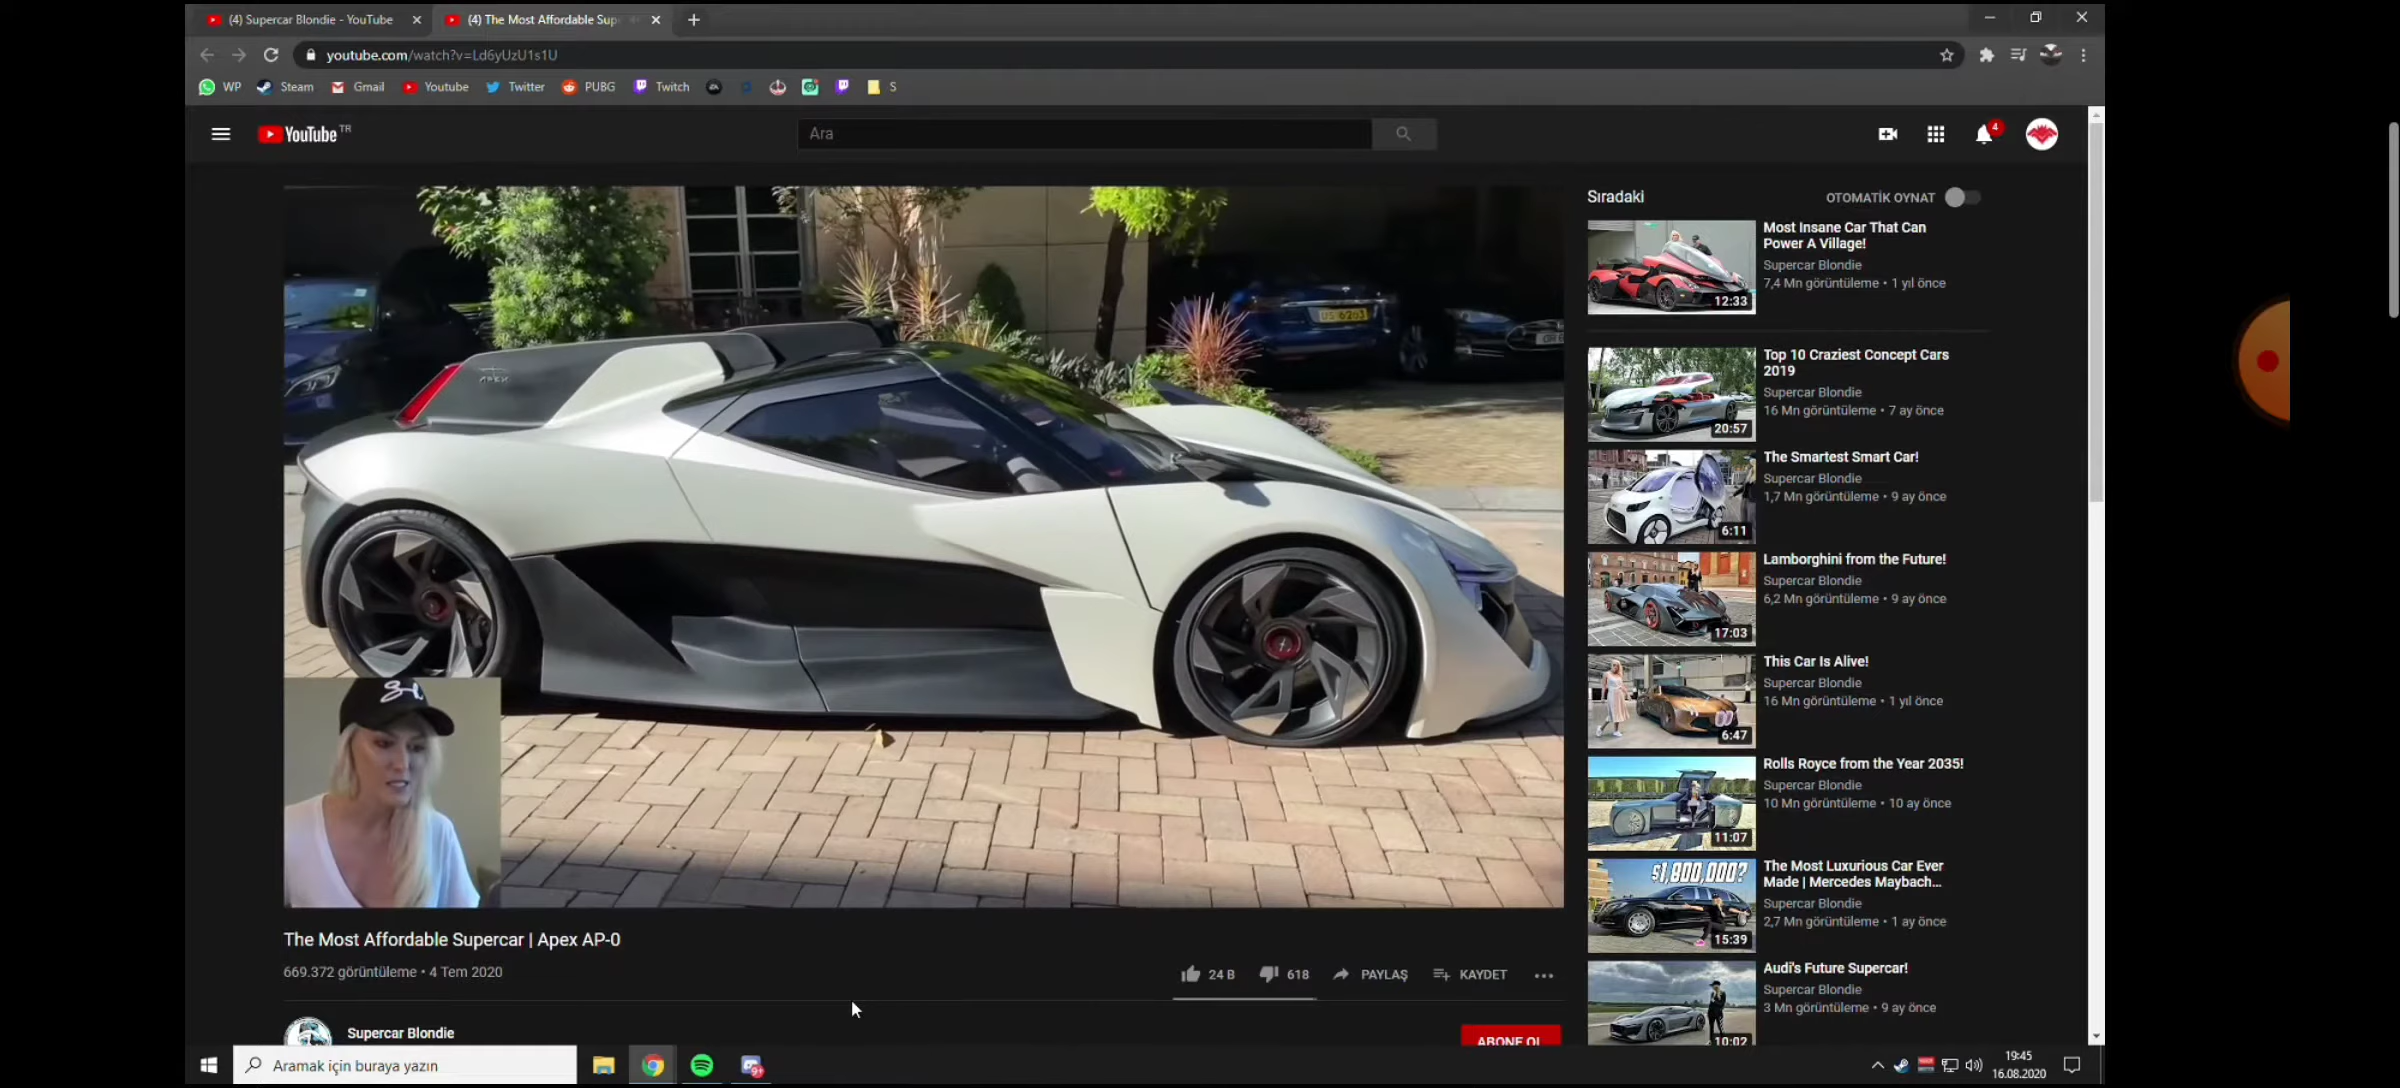 (4) Supercar Blondie - YouTube
(4) The Most Affordable Sup
youtube.com/watch?v=Ld6yUzU1s1U
WP
Steam
Gmail
Youtube
Twitter
PUBG
Twitch
S
YouTube TR
Ara
4
APEX
US 6203
The Most Affordable Supercar | Apex AP-0
669.372 görüntüleme • 4 Tem 2020
24 B
618
PAYLAŞ
KAYDET
Supercar Blondie
ABONE OL
Sıradaki
OTOMATİK OYNAT
12:33
Most Insane Car That Can
Power A Village!
Supercar Blondie
7,4 Mn görüntüleme • 1 yıl önce
20:57
Top 10 Craziest Concept Cars
2019
Supercar Blondie
16 Mn görüntüleme • 7 ay önce
6:11
The Smartest Smart Car!
Supercar Blondie
1,7 Mn görüntüleme • 9 ay önce
17:03
Lamborghini from the Future!
Supercar Blondie
6,2 Mn görüntüleme • 9 ay önce
6:47
This Car Is Alive!
Supercar Blondie
16 Mn görüntüleme • 1 yıl önce
11:07
Rolls Royce from the Year 2035!
Supercar Blondie
10 Mn görüntüleme • 10 ay önce
$1,800,000?
15:39
The Most Luxurious Car Ever
Made | Mercedes Maybach...
Supercar Blondie
2,7 Mn görüntüleme • 1 ay önce
10:02
Audi's Future Supercar!
Supercar Blondie
3 Mn görüntüleme • 9 ay önce
Aramak için buraya yazın
9+
19:45
16.08.2020